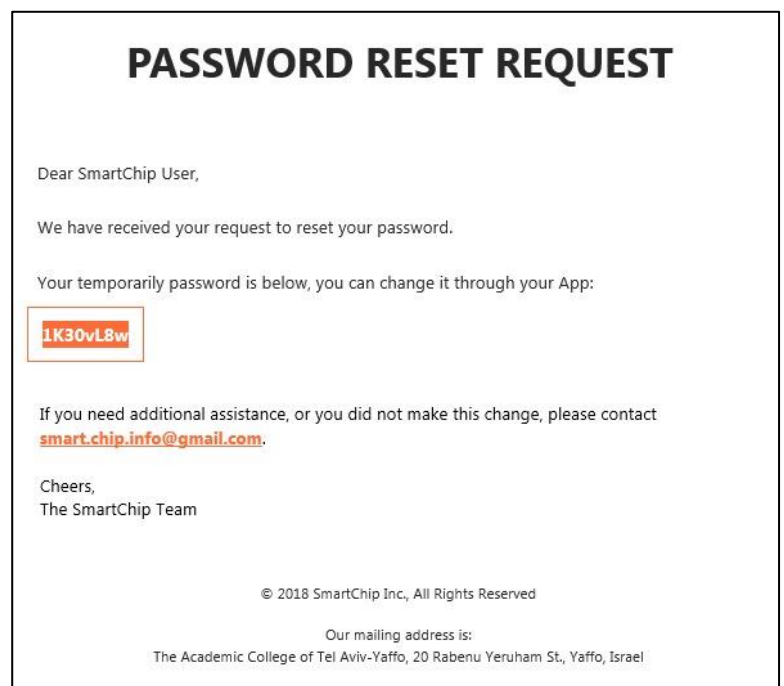 PASSWORD RESET REQUEST
Dear SmartChip User,
We have received your request to reset your password.
Your temporarily password is below, you can change it through your App:
1K30vL8w
If you need additional assistance, or you did not make this change, please contact
smart.chip.info@gmail.com.
Cheers,
The SmartChip Team
© 2018 SmartChip Inc., All Rights Reserved
Our mailing address is:
The Academic College of Tel Aviv-Yaffo, 20 Rabenu Yeruham St., Yaffo, Israel